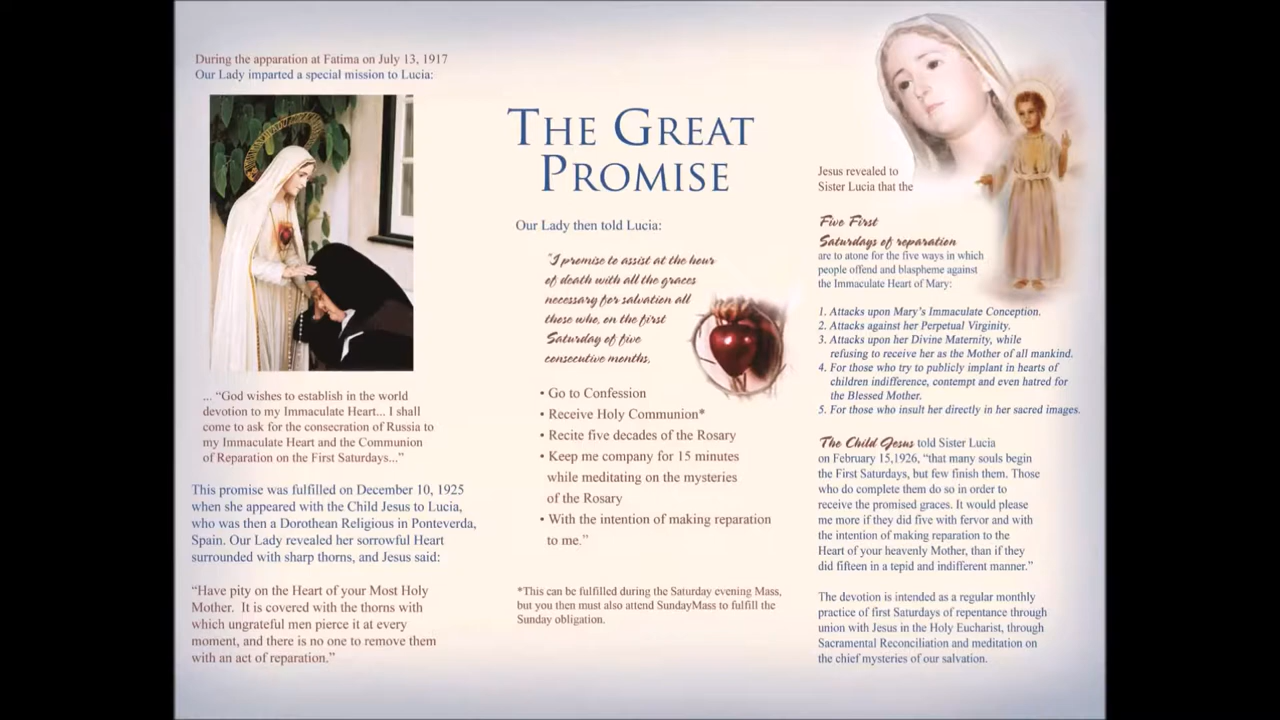 During the apparation at Fatima on July 13, 1917
Our Lady imparted a special mission to Lucia:
... “God wishes to establish in the world
devotion to my Immaculate Heart... I shall
come to ask for the consecration of Russia to
my Immaculate Heart and the Communion
of Reparation on the First Saturdays...”
This promise was fulfilled on December 10, 1925
when she appeared with the Child Jesus to Lucia,
who was then a Dorothean Religious in Ponteverda,
Spain. Our Lady revealed her sorrowful Heart
surrounded with sharp thorns, and Jesus said:
“Have pity on the Heart of your Most Holy
Mother. It is covered with the thorns with
which ungrateful men pierce it at every
moment, and there is no one to remove them
with an act of reparation.”
THE GREAT
PROMISE
Our Lady then told Lucia:
“I promise to assist at the hour
of death with all the graces
necessary for salvation all
those who, on the first
Saturday of five
consecutive months,
• Go to Confession
• Receive Holy Communion*
• Recite five decades of the Rosary
• Keep me company for 15 minutes
while meditating on the mysteries
of the Rosary
• With the intention of making reparation
to me.”
*This can be fulfilled during the Saturday evening Mass,
but you then must also attend SundayMass to fulfill the
Sunday obligation.
Jesus revealed to
Sister Lucia that the
Five First
Saturdays of reparation
are to atone for the five ways in which
people offend and blaspheme against
the Immaculate Heart of Mary:
1. Attacks upon Mary’s Immaculate Conception.
2. Attacks against her Perpetual Virginity.
3. Attacks upon her Divine Maternity, while
refusing to receive her as the Mother of all mankind.
4. For those who try to publicly implant in hearts of
children indifference, contempt and even hatred for
the Blessed Mother.
5. For those who insult her directly in her sacred images.
The Child Jesus told Sister Lucia
on February 15,1926, “that many souls begin
the First Saturdays, but few finish them. Those
who do complete them do so in order to
receive the promised graces. It would please
me more if they did five with fervor and with
the intention of making reparation to the
Heart of your heavenly Mother, than if they
did fifteen in a tepid and indifferent manner.”
The devotion is intended as a regular monthly
practice of first Saturdays of repentance through
union with Jesus in the Holy Eucharist, through
Sacramental Reconciliation and meditation on
the chief mysteries of our salvation.